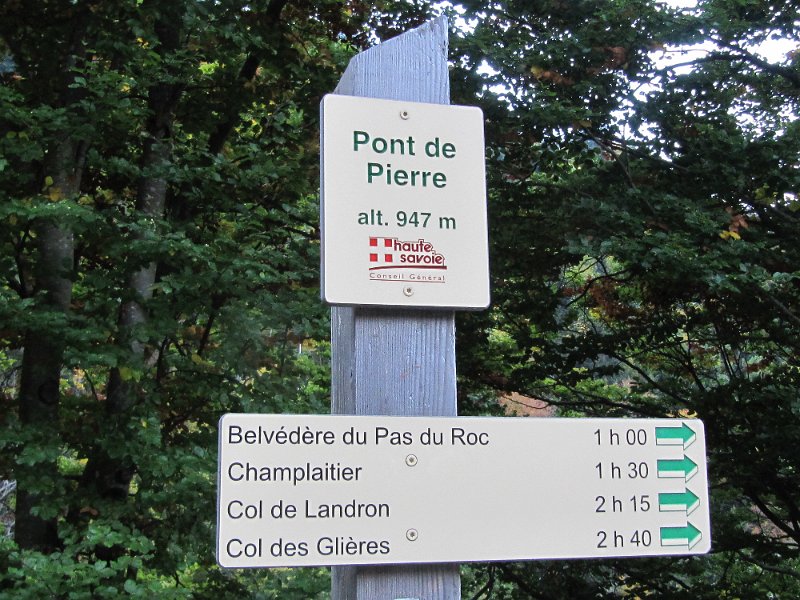 Pont de
Pierre
alt. 947 m
haute
savoie
Conseil Général
Belvédère du Pas du Roc 1 h 00
Champlaitier 1 h 30
Col de Landron 2 h 15
Col des Glières 2 h 40